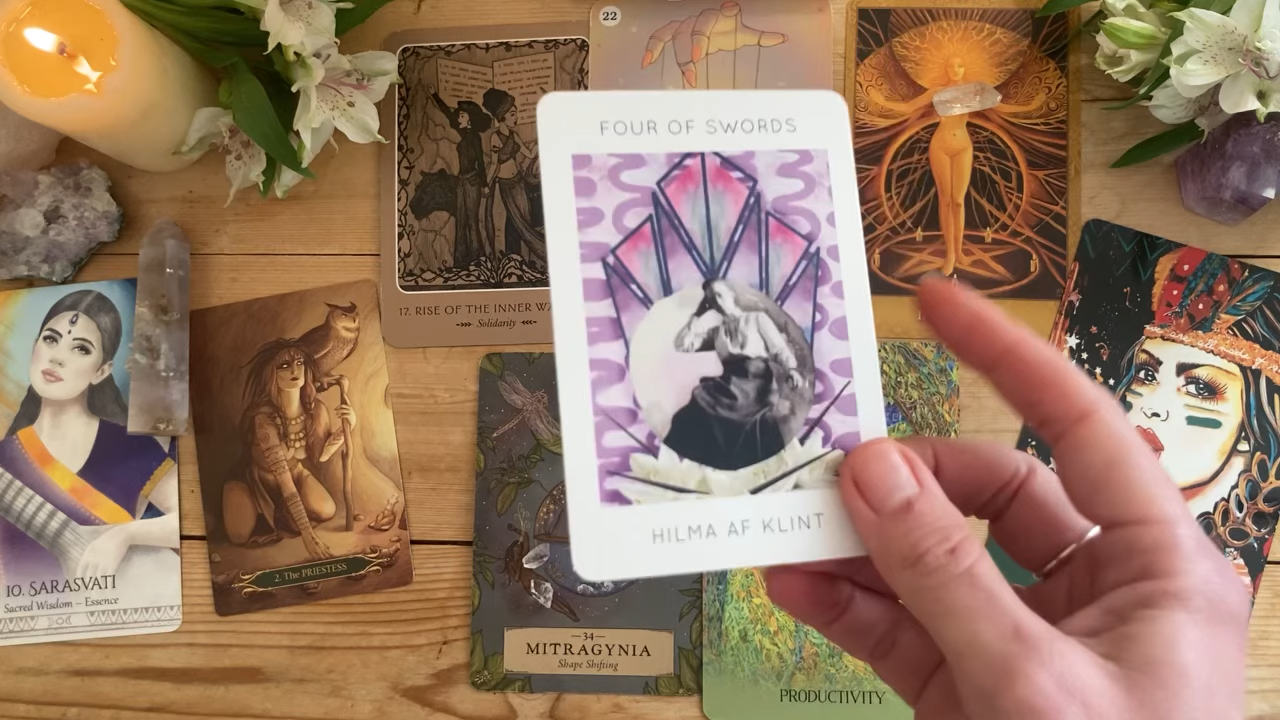 22
FOUR OF SWORDS
17. RISE OF THE INNER
Solidarity
HILMA AF KLINT
10. SARASVATI
Sacred Wisdom – Essence
2. The PRIESTESS
34
MITRAGYNIA
Shape Shifting
PRODUCTIVITY